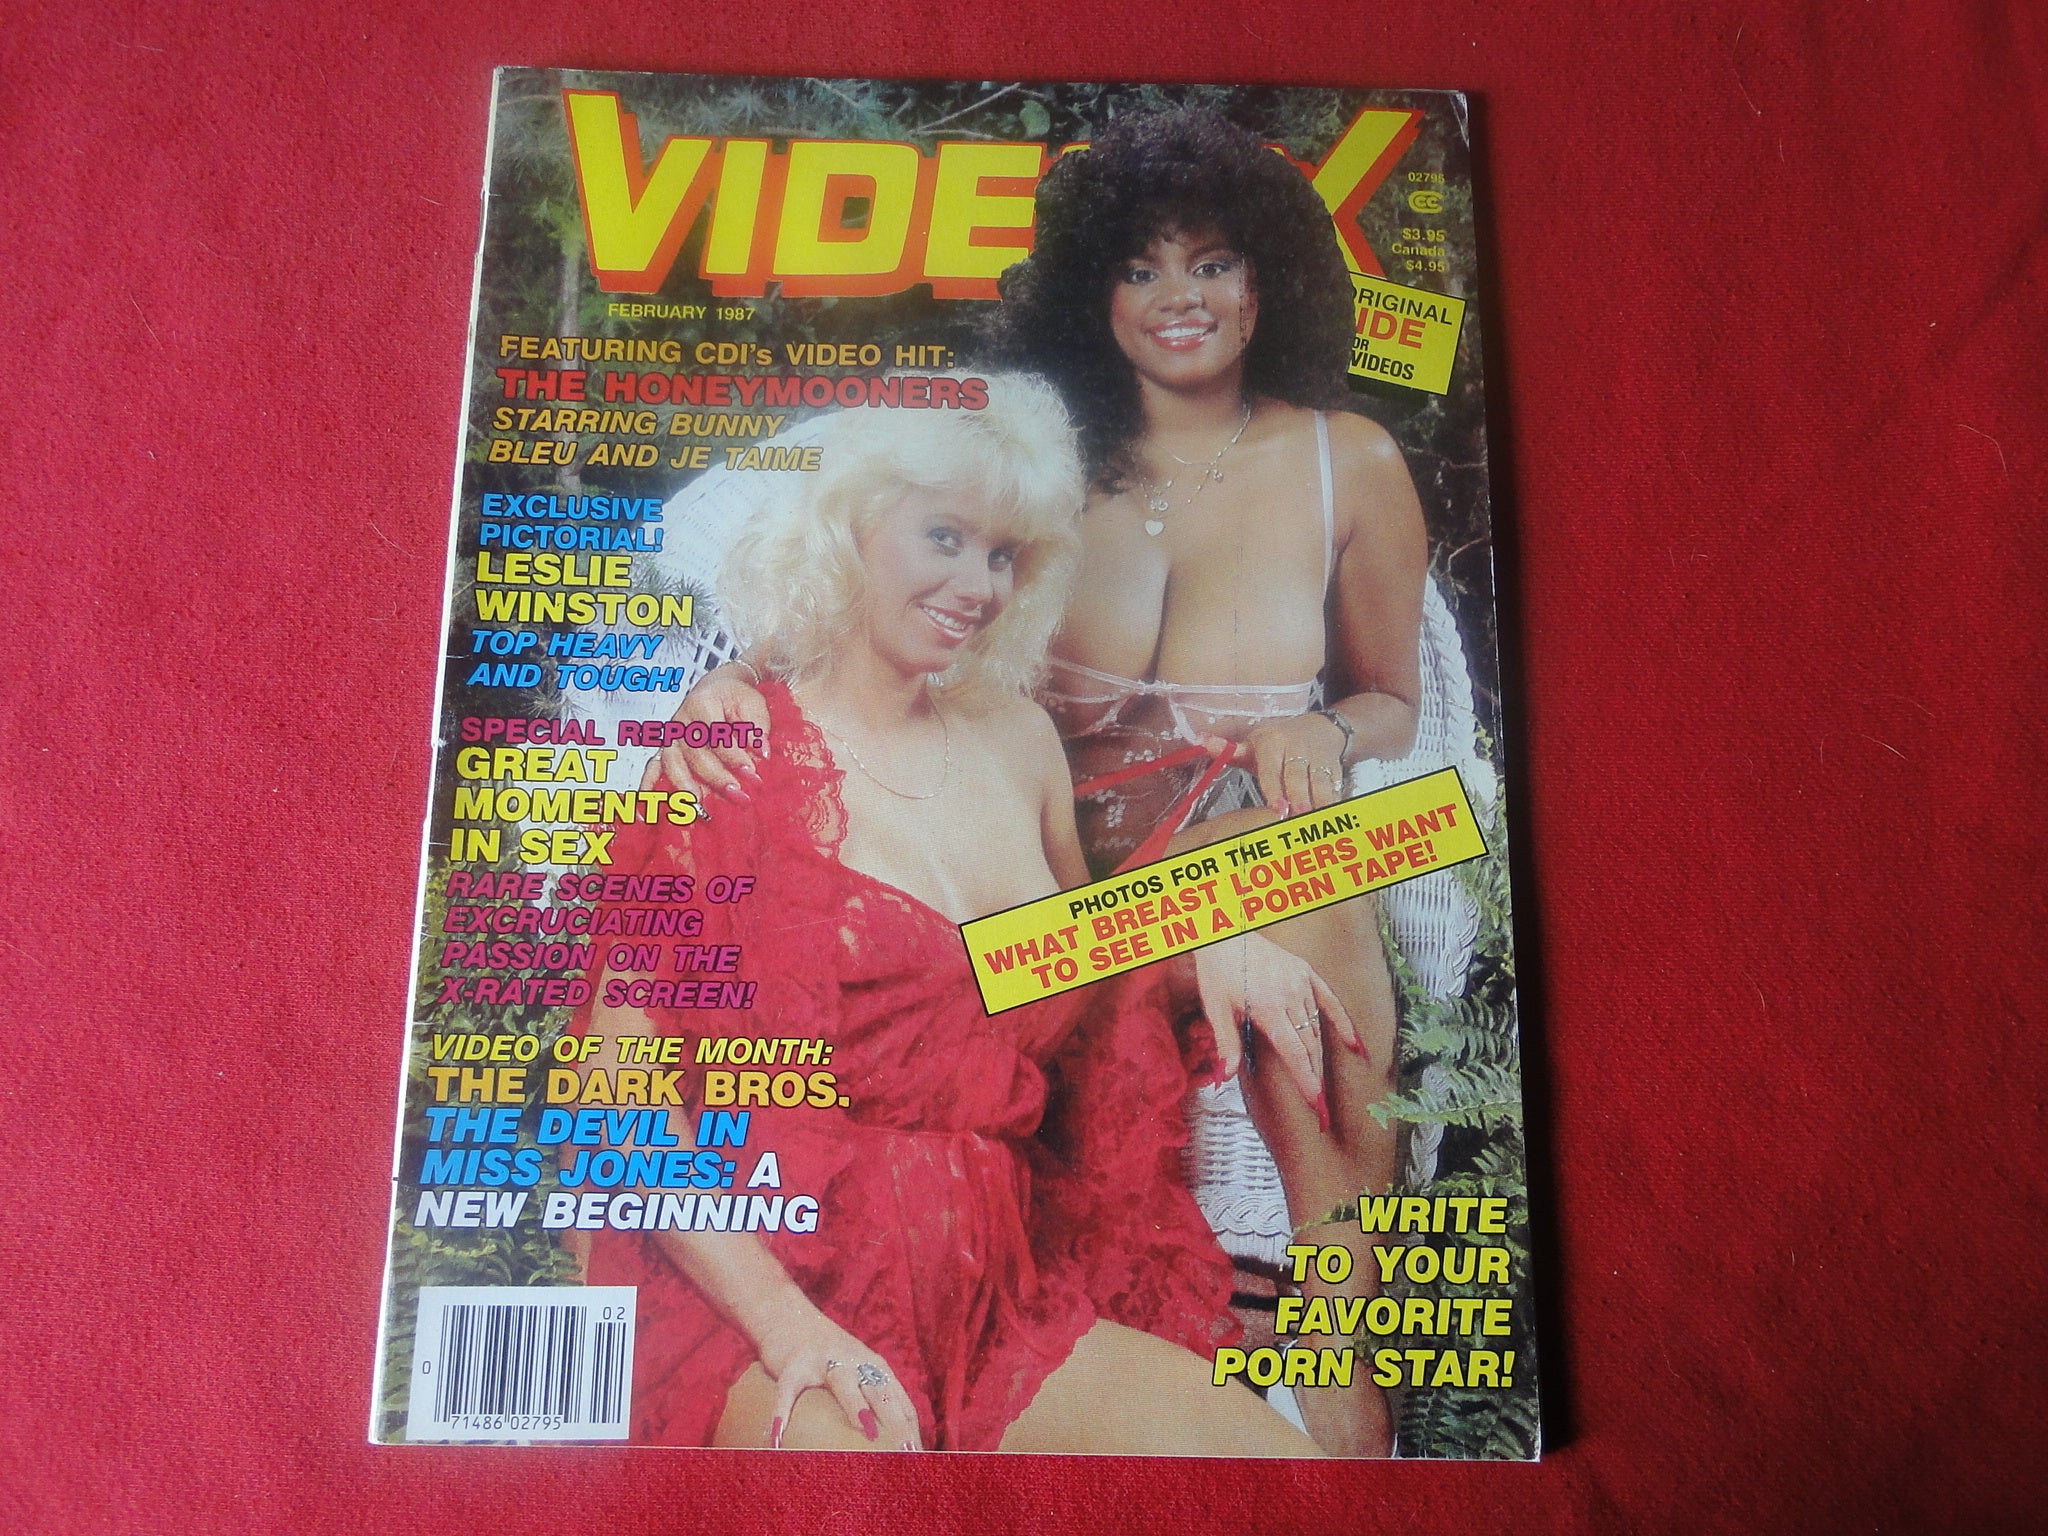 VIDE
X
02795
CC
$3.95
Canada
$4.95
FEBRUARY 1987
ORIGINAL
IDE
OR
VIDEOS
FEATURING CDI's VIDEO HIT:
THE HONEYMOONERS
STARRING BUNNY
BLEU AND JE TAIME
EXCLUSIVE
PICTORIAL!
LESLIE
WINSTON
TOP HEAVY
AND TOUGH!
SPECIAL REPORT:
GREAT
MOMENTS
IN SEX
RARE SCENES OF
EXCRUCIATING
PASSION ON THE
X-RATED SCREEN!
PHOTOS FOR THE T-MAN:
WHAT BREAST LOVERS WANT
TO SEE IN A PORN TAPE!
VIDEO OF THE MONTH:
THE DARK BROS.
THE DEVIL IN
MISS JONES: A
NEW BEGINNING
WRITE
TO YOUR
FAVORITE
PORN STAR!
02
0
71486 02795